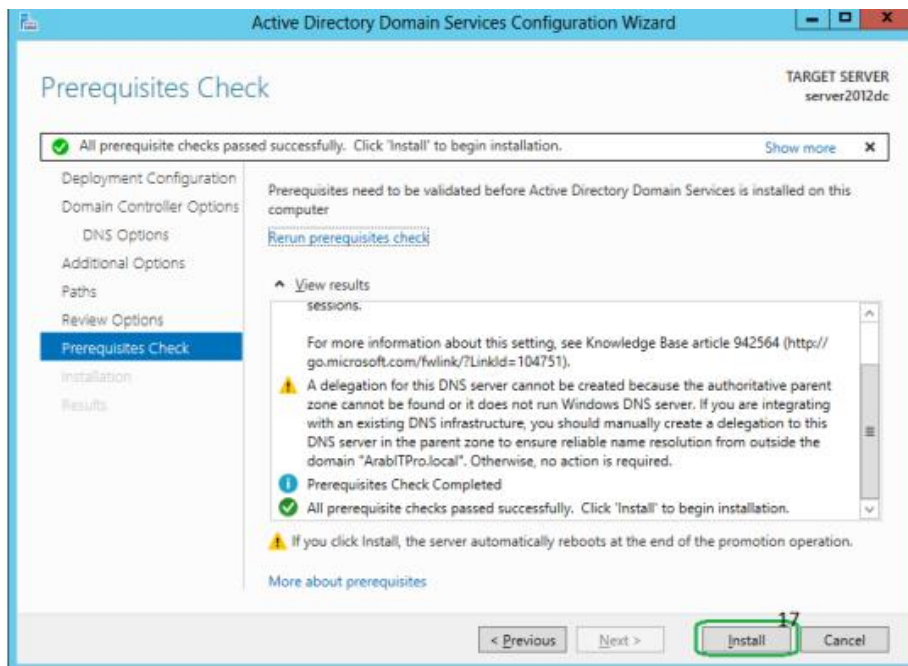 Active Directory Domain Services Configuration Wizard
Prerequisites Check
TARGET SERVER
server2012dc
All prerequisite checks passed successfully. Click 'Install' to begin installation.
Show more
Deployment Configuration
Domain Controller Options
DNS Options
Additional Options
Paths
Review Options
Prerequisites Check
Installation
Results
Prerequisites need to be validated before Active Directory Domain Services is installed on this
computer
Rerun prerequisites check
View results
sessions.
For more information about this setting, see Knowledge Base article 942564 (http://
go.microsoft.com/fwlink/?LinkId=104751).
A delegation for this DNS server cannot be created because the authoritative parent
zone cannot be found or it does not run Windows DNS server. If you are integrating
with an existing DNS infrastructure, you should manually create a delegation to this
DNS server in the parent zone to ensure reliable name resolution from outside the
domain "ArabITPro.local". Otherwise, no action is required.
Prerequisites Check Completed
All prerequisite checks passed successfully. Click 'Install' to begin installation.
If you click Install, the server automatically reboots at the end of the promotion operation.
More about prerequisites
17
< Previous
Next >
Install
Cancel